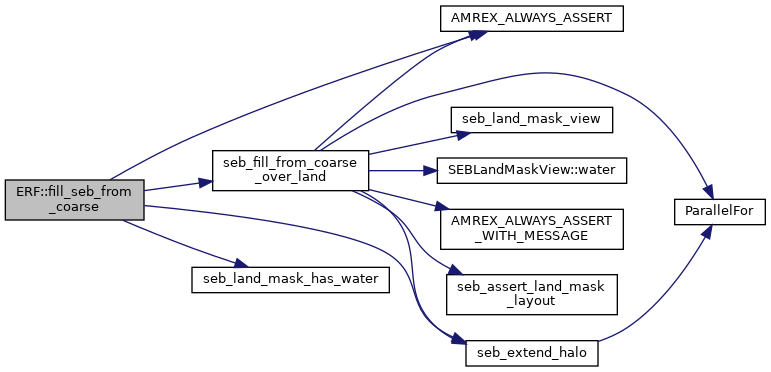 AMREX_ALWAYS_ASSERT
seb_land_mask_view
seb_fill_from_coarse
_over_land
SEBLandMaskView::water
ERF::fill_seb_from
_coarse
ParallelFor
AMREX_ALWAYS_ASSERT
_WITH_MESSAGE
seb_land_mask_has_water
seb_assert_land_mask
_layout
seb_extend_halo